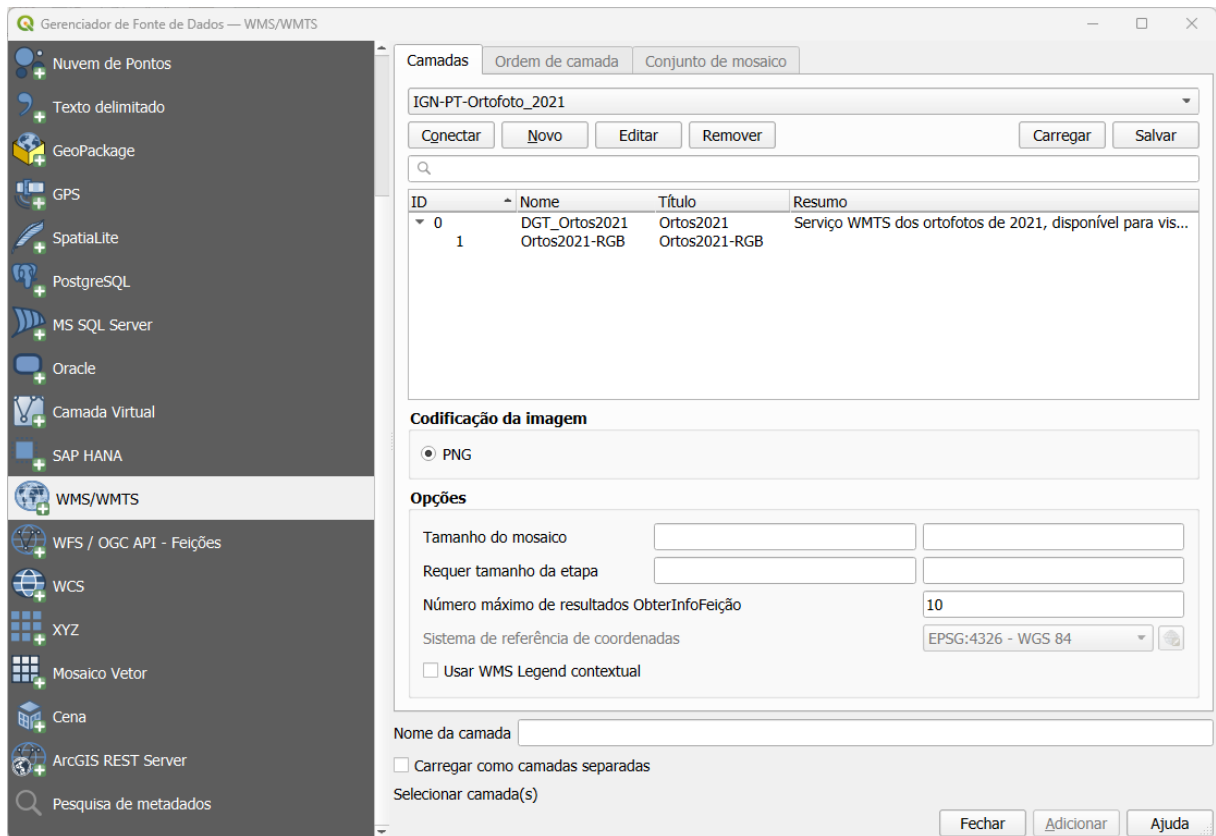 Gerenciador de Fonte de Dados — WMS/WMTS
Nuvem de Pontos
Texto delimitado
GeoPackage
GPS
SpatiaLite
PostgreSQL
MS SQL Server
Oracle
Camada Virtual
SAP HANA
WMS/WMTS
WFS / OGC API - Feições
WCS
XYZ
Mosaico Vetor
Cena
ArcGIS REST Server
Pesquisa de metadados
Camadas Ordem de camada Conjunto de mosaico
IGN-PT-Ortofoto_2021
Conectar Novo Editar Remover Carregar Salvar
ID Nome Título Resumo
0 DGT_Ortos2021 Ortos2021 Serviço WMTS dos ortofotos de 2021, disponível para vis...
1 Ortos2021-RGB Ortos2021-RGB
Codificação da imagem
PNG
Opções
Tamanho do mosaico
Requer tamanho da etapa
Número máximo de resultados ObterInfoFeição 10
Sistema de referência de coordenadas EPSG:4326 - WGS 84
Usar WMS Legend contextual
Nome da camada
Carregar como camadas separadas
Selecionar camada(s)
Fechar Adicionar Ajuda